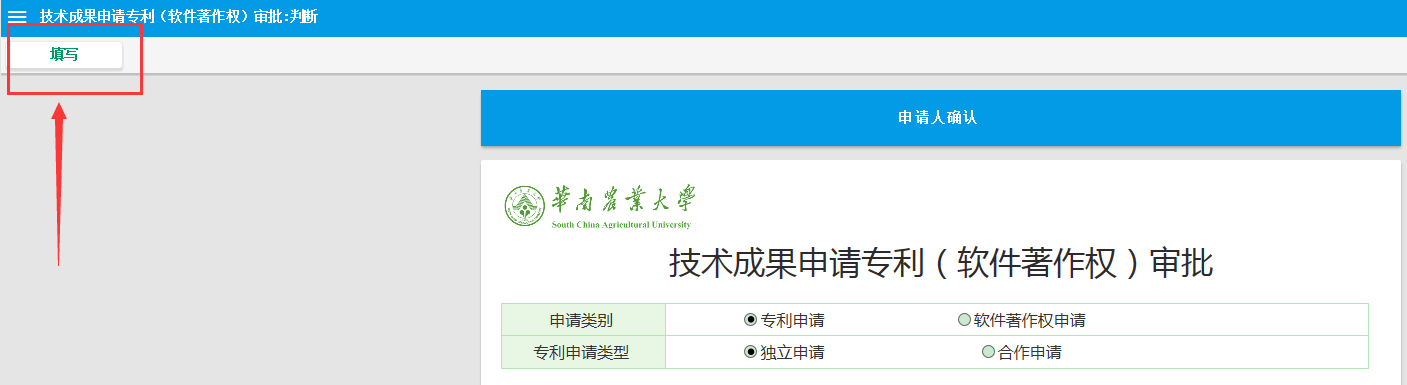 技术成果申请专利（软件著作权）审批:判断
填写
申请人确认
華南農業大學
South China Agricultural University
技术成果申请专利（软件著作权）审批
申请类别 专利申请 软件著作权申请
专利申请类型 独立申请 合作申请